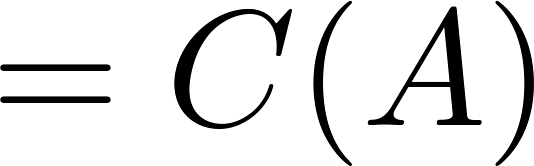 = C(A)